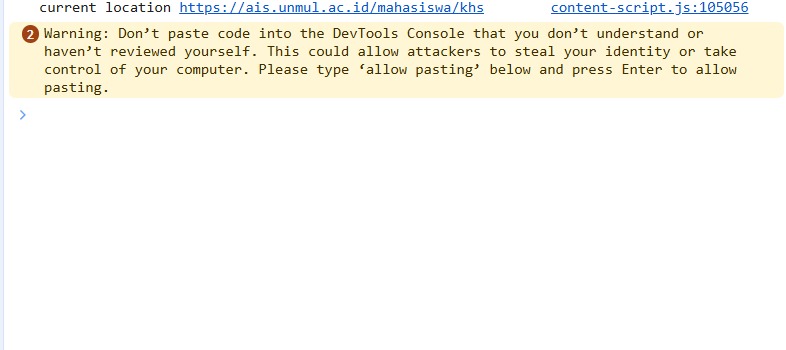 current location https://ais.unmul.ac.id/mahasiswa/khs content-script.js:105056
2 Warning: Don’t paste code into the DevTools Console that you don’t understand or
haven’t reviewed yourself. This could allow attackers to steal your identity or take
control of your computer. Please type ‘allow pasting’ below and press Enter to allow
pasting.